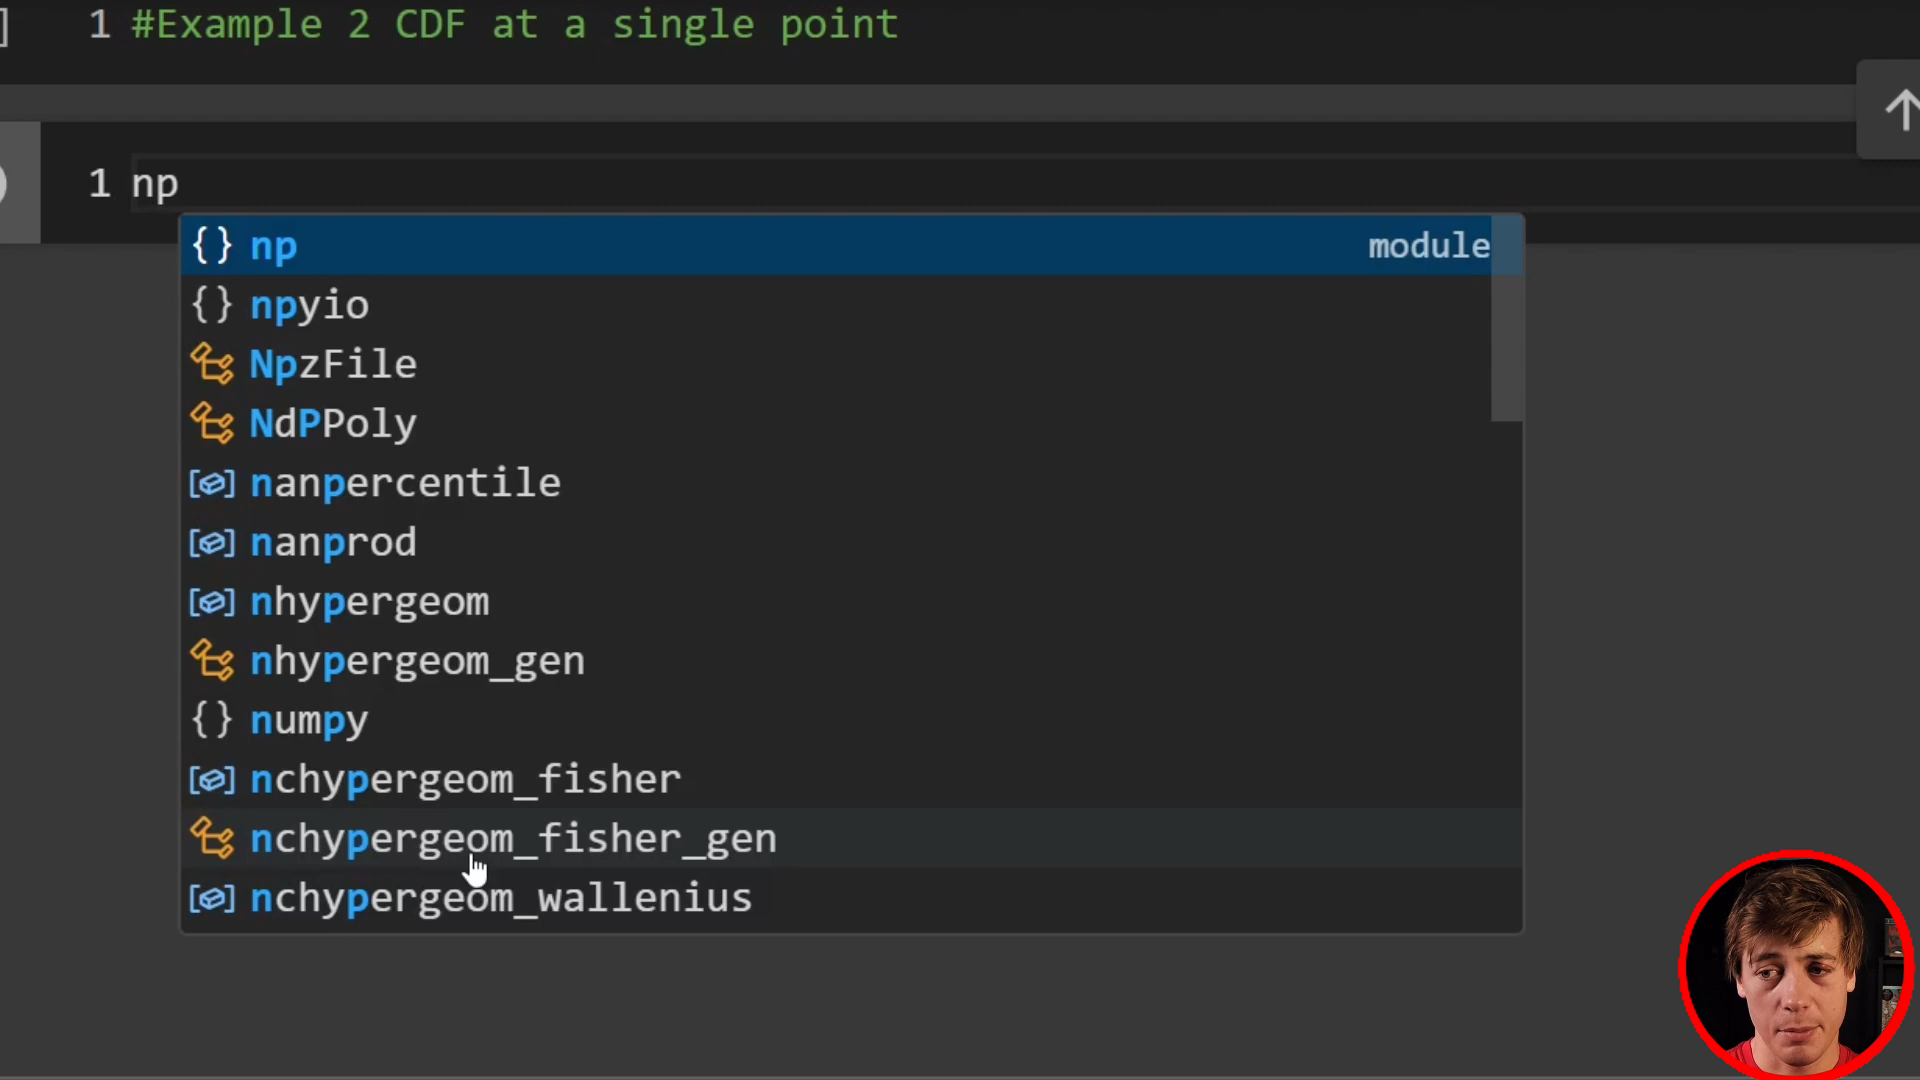 ]
1 #Example 2 CDF at a single point
1 np
{} np module
{} npyio
NpzFile
NdPPoly
nanpercentile
nanprod
nhypergeom
nhypergeom_gen
{} numpy
nchypergeom_fisher
nchypergeom_fisher_gen
nchypergeom_wallenius